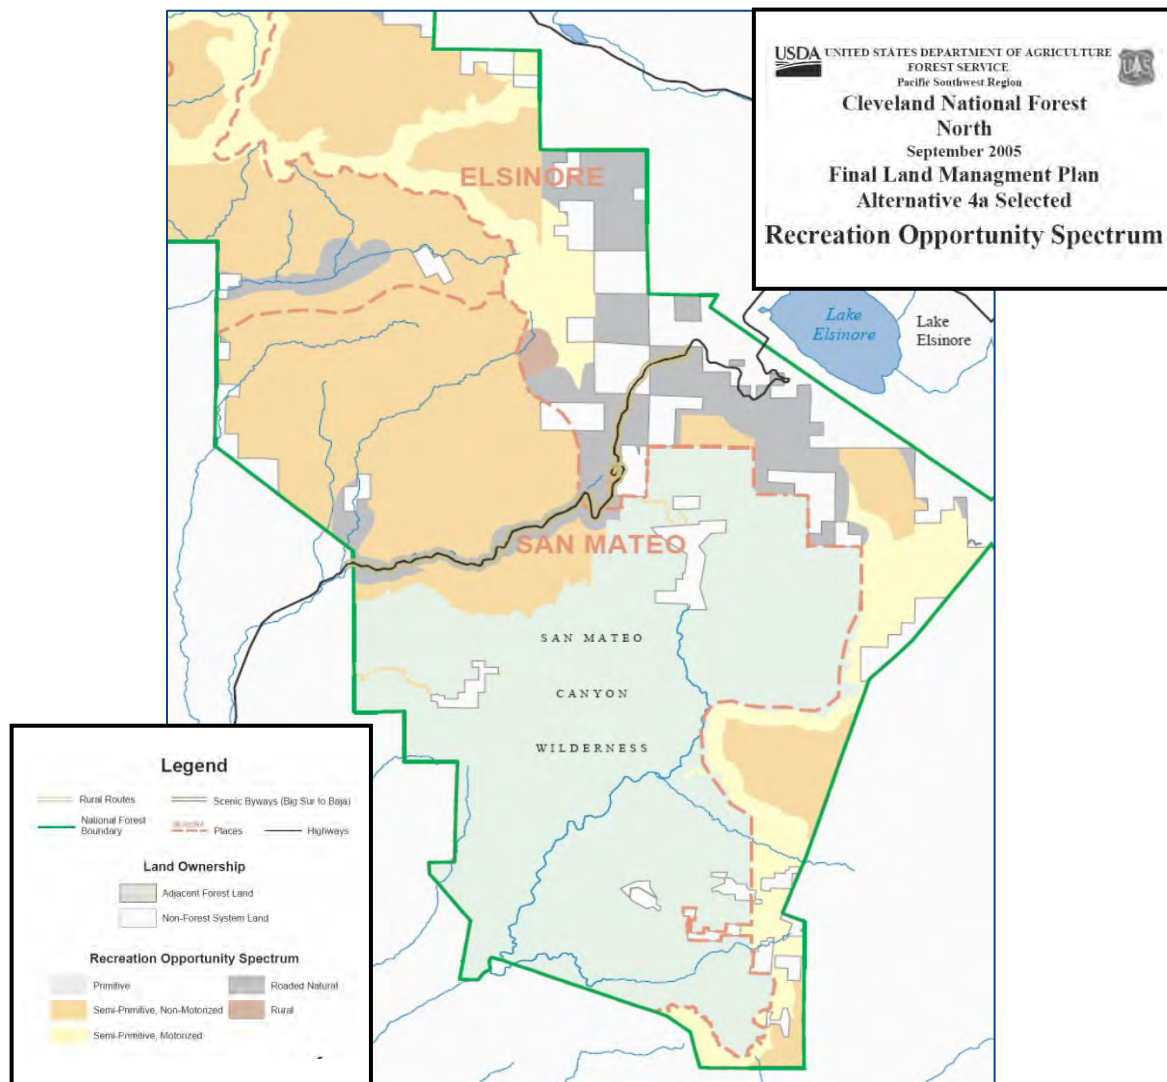 USDA
UNITED STATES DEPARTMENT OF AGRICULTURE
FOREST SERVICE
Pacific Southwest Region
Cleveland National Forest
North
September 2005
Final Land Managment Plan
Alternative 4a Selected
Recreation Opportunity Spectrum
ELSINORE
Lake
Elsinore
Lake
Elsinore
SAN MATEO
SAN MATEO
CANYON
WILDERNESS
Legend
Rural Routes
Scenic Byways (Big Sur to Baja)
National Forest
Boundary
Places
Highways
Land Ownership
Adjacent Forest Land
Non-Forest System Land
Recreation Opportunity Spectrum
Primitive
Roaded Natural
Semi-Primitive, Non-Motorized
Rural
Semi-Primitive, Motorized